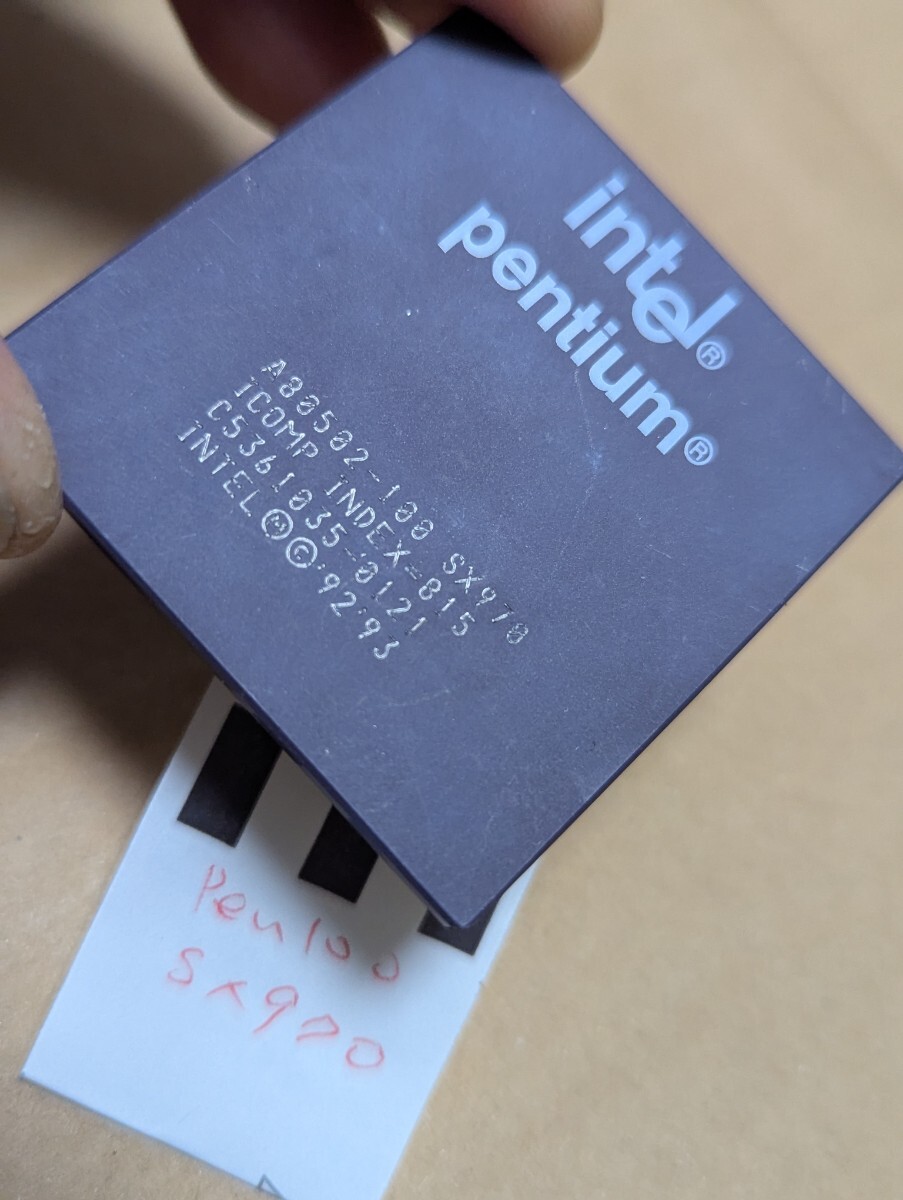 intel®
pentium®
A80502-100 SX970
ICOMP INDEX=815
C5361035-0121
INTEL Ⓜ © '92'93
Pen100
SX970